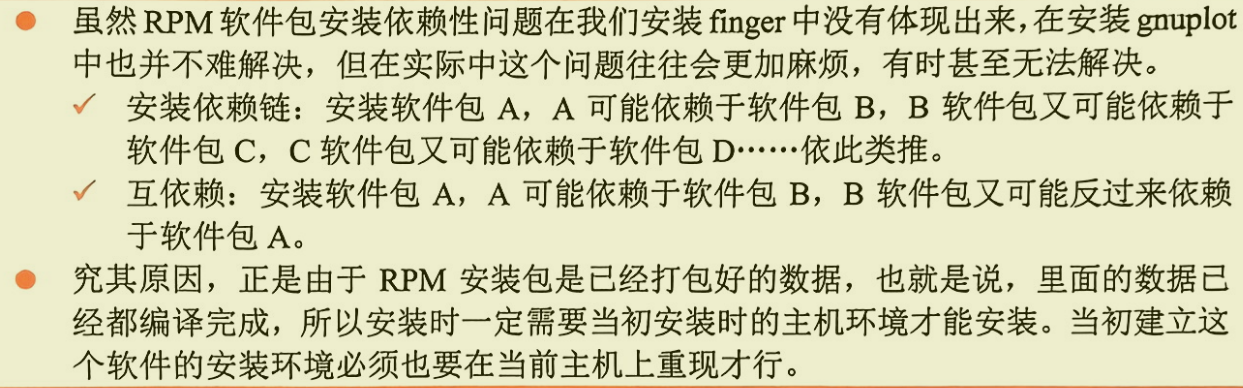 ● 虽然 RPM 软件包安装依赖性问题在我们安装 finger 中没有体现出来，在安装 gnuplot
中也并不难解决，但在实际中这个问题往往会更加麻烦，有时甚至无法解决。
✓ 安装依赖链：安装软件包 A，A 可能依赖于软件包 B，B 软件包又可能依赖于
软件包 C，C 软件包又可能依赖于软件包 D……依此类推。
✓ 互依赖：安装软件包 A，A 可能依赖于软件包 B，B 软件包又可能反过来依赖
于软件包 A。
● 究其原因，正是由于 RPM 安装包是已经打包好的数据，也就是说，里面的数据已
经都编译完成，所以安装时一定需要当初安装时的主机环境才能安装。当初建立这
个软件的安装环境必须也要在当前主机上重现才行。